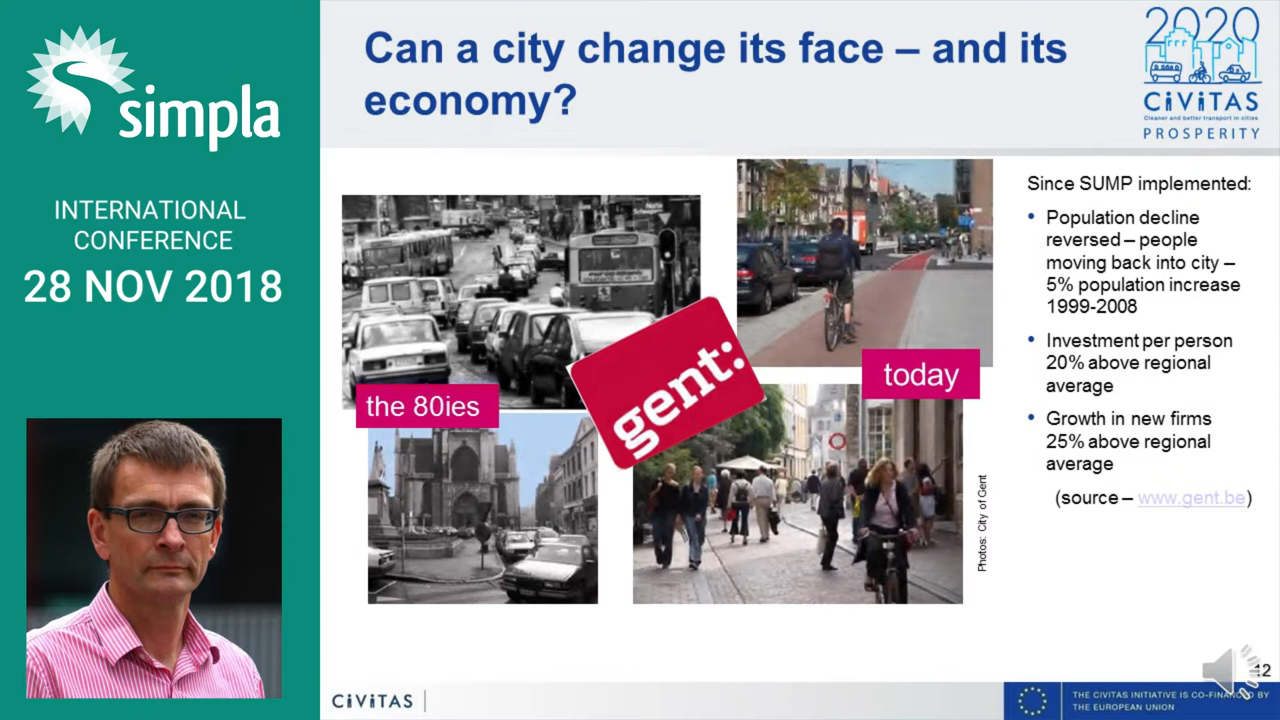 simpla
INTERNATIONAL
CONFERENCE
28 NOV 2018
Can a city change its face – and its
economy?
2020
CiViTAS
Cleaner and better transport in cities
PROSPERITY
the 80ies
gent:
today
Photos: City of Gent
Since SUMP implemented:
• Population decline
reversed – people
moving back into city –
5% population increase
1999-2008
• Investment per person
20% above regional
average
• Growth in new firms
25% above regional
average
(source – www.gent.be)
CiViTAS
THE CIVITAS INITIATIVE IS CO-FINANCED BY
THE EUROPEAN UNION